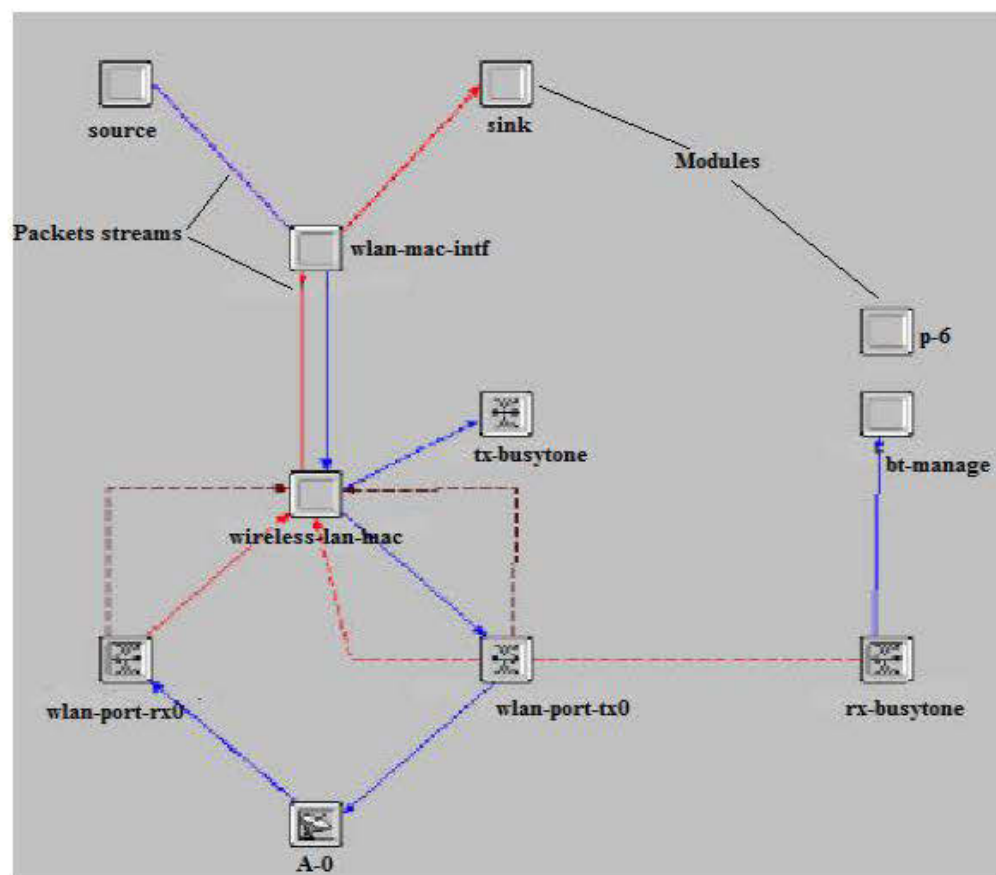 source
sink
Modules
Packets streams
wlan-mac-intf
p-6
tx-busytone
bt-manage
wireless-lan-mac
wlan-port-rx0
wlan-port-tx0
rx-busytone
A-0